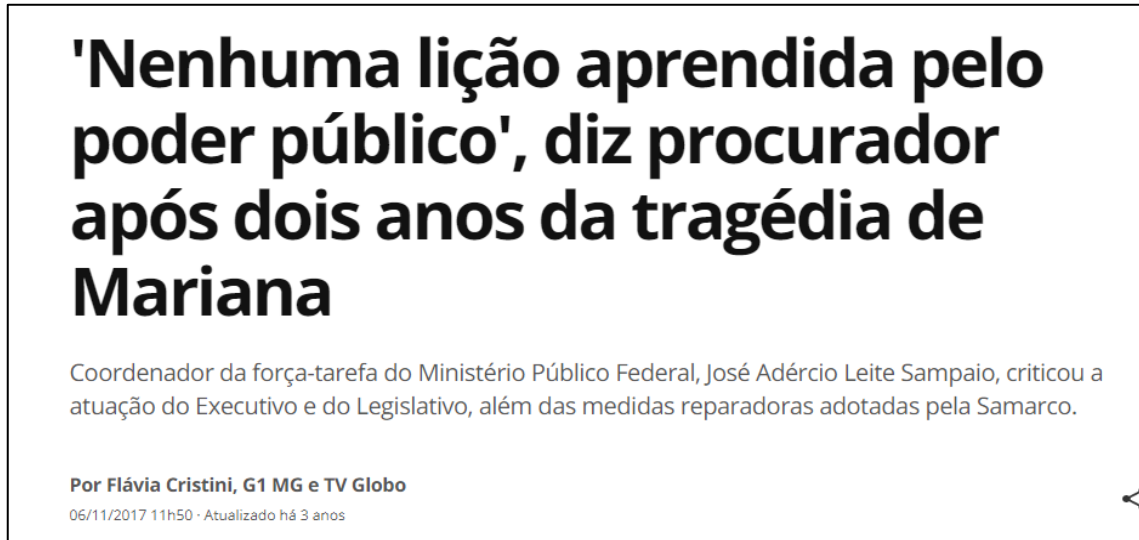 'Nenhuma lição aprendida pelo
poder público', diz procurador
após dois anos da tragédia de
Mariana
Coordenador da força-tarefa do Ministério Público Federal, José Adércio Leite Sampaio, criticou a
atuação do Executivo e do Legislativo, além das medidas reparadoras adotadas pela Samarco.
Por Flávia Cristini, G1 MG e TV Globo
06/11/2017 11h50 · Atualizado há 3 anos